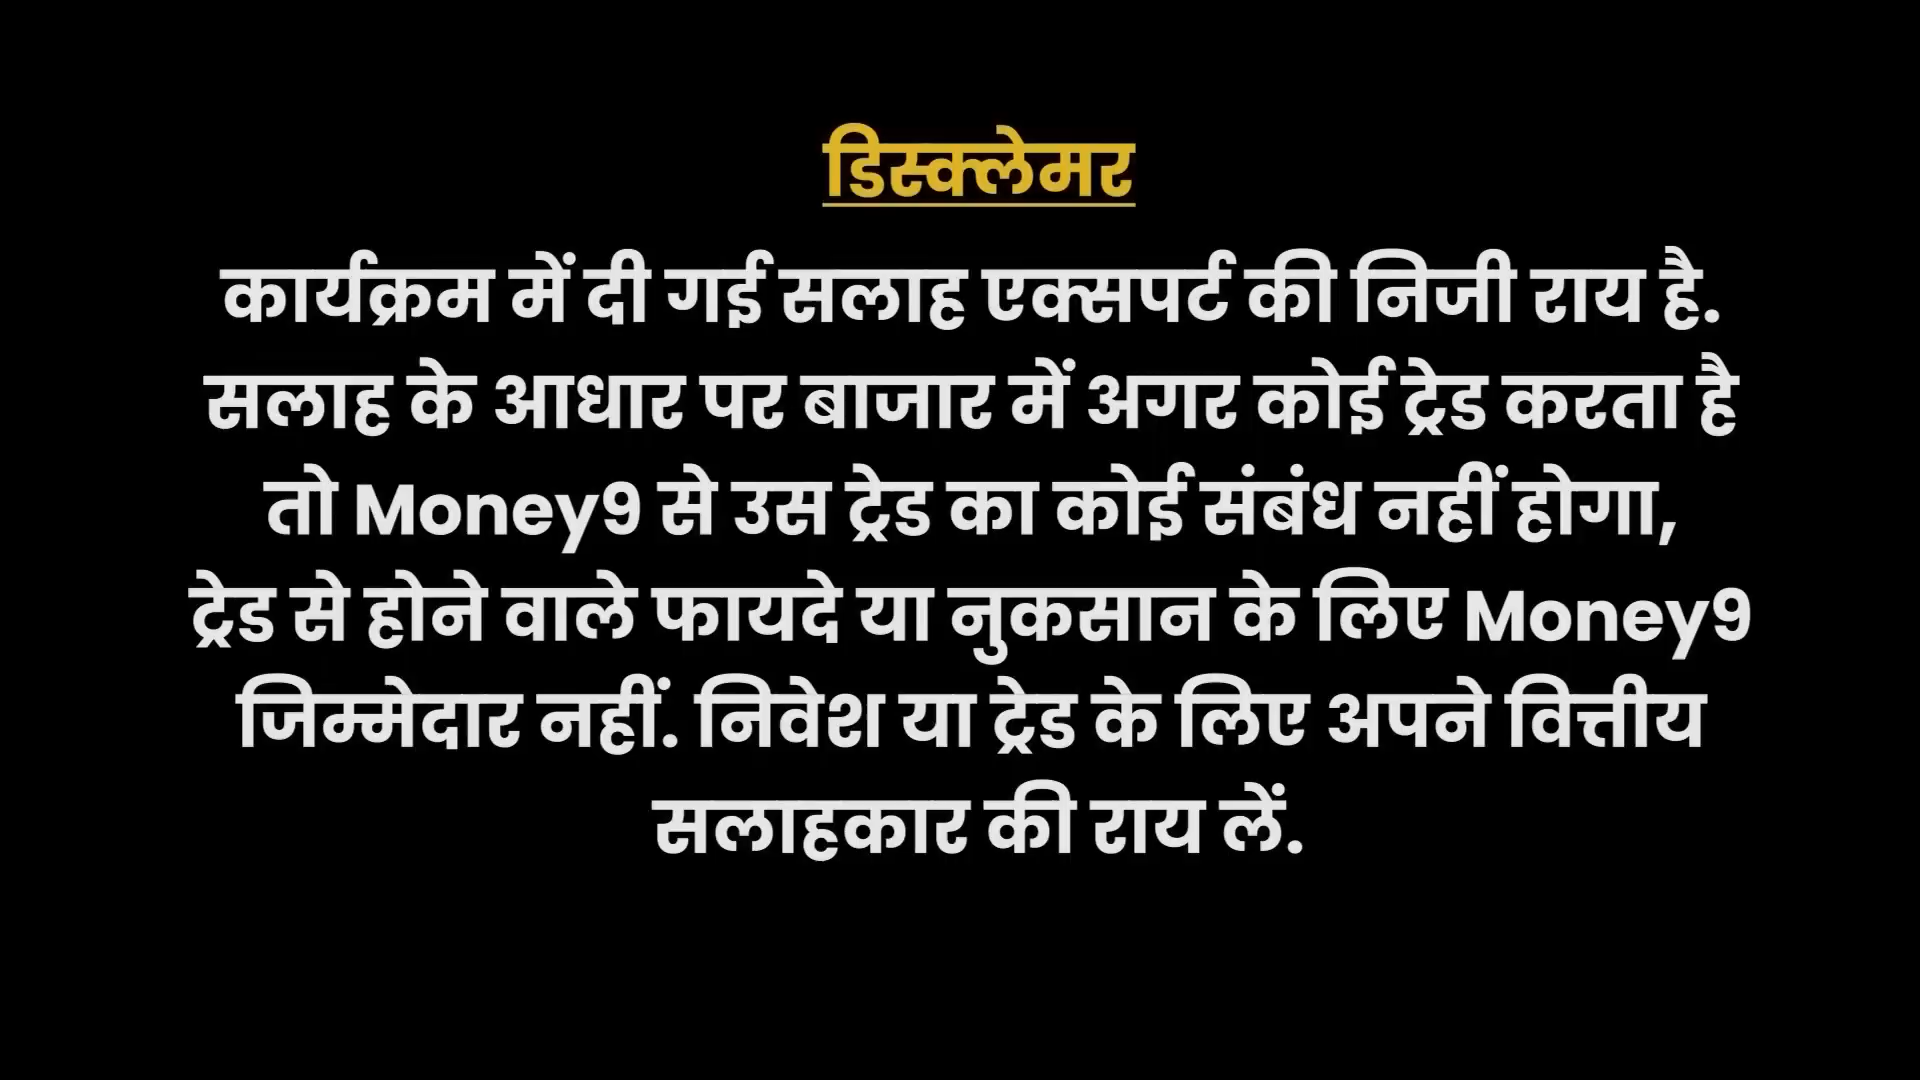 डिस्क्लेमर
कार्यक्रम में दी गई सलाह एक्सपर्ट की निजी राय है.
सलाह के आधार पर बाजार में अगर कोई ट्रेड करता है
तो Money9 से उस ट्रेड का कोई संबंध नहीं होगा,
ट्रेड से होने वाले फायदे या नुकसान के लिए Money9
जिम्मेदार नहीं. निवेश या ट्रेड के लिए अपने वित्तीय
सलाहकार की राय लें.